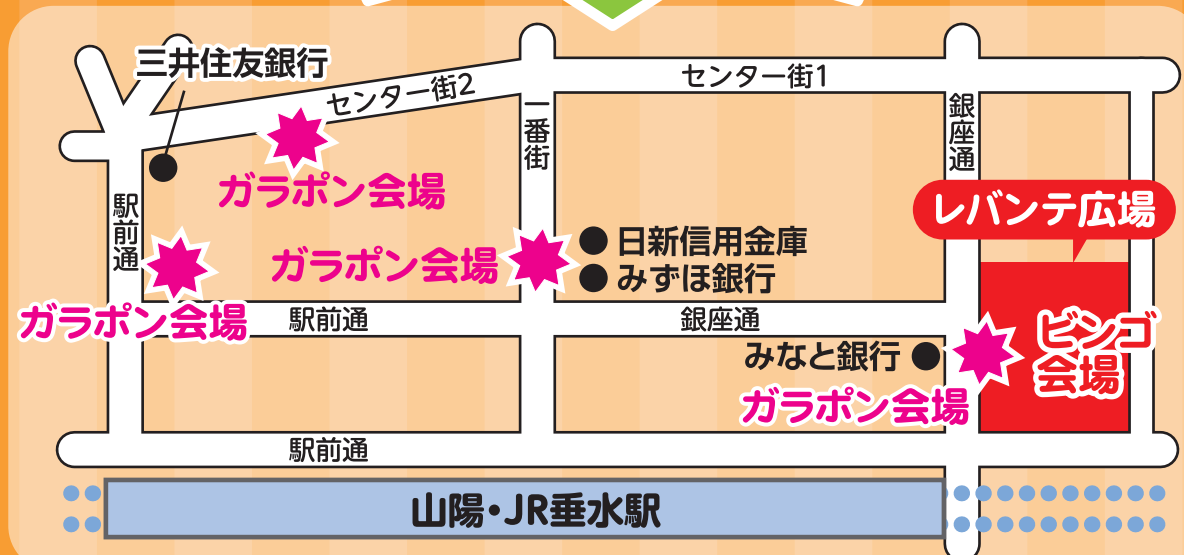 三井住友銀行
センター街2
センター街1
一番街
銀座通
ガラポン会場
駅前通
レバンテ広場
ガラポン会場
日新信用金庫
みずほ銀行
ガラポン会場
駅前通
銀座通
ビンゴ
会場
みなと銀行
ガラポン会場
駅前通
山陽・JR垂水駅